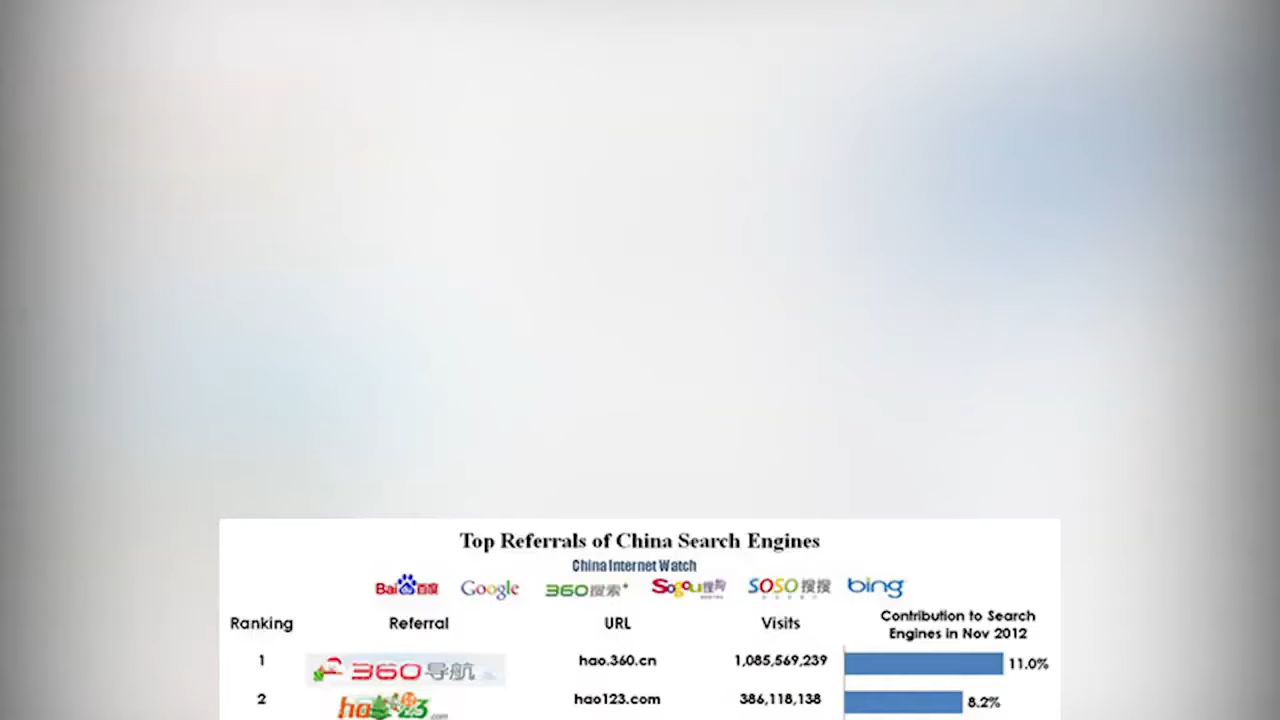 Top Referrals of China Search Engines
China Internet Watch
Bai百度 Google 360搜索+ Sogou搜狗 SOSO搜搜 bing
Ranking Referral URL Visits Contribution to Search
Engines in Nov 2012
1 360导航 hao.360.cn 1,085,569,239 11.0%
2 hao123.com hao123.com 386,118,138 8.2%